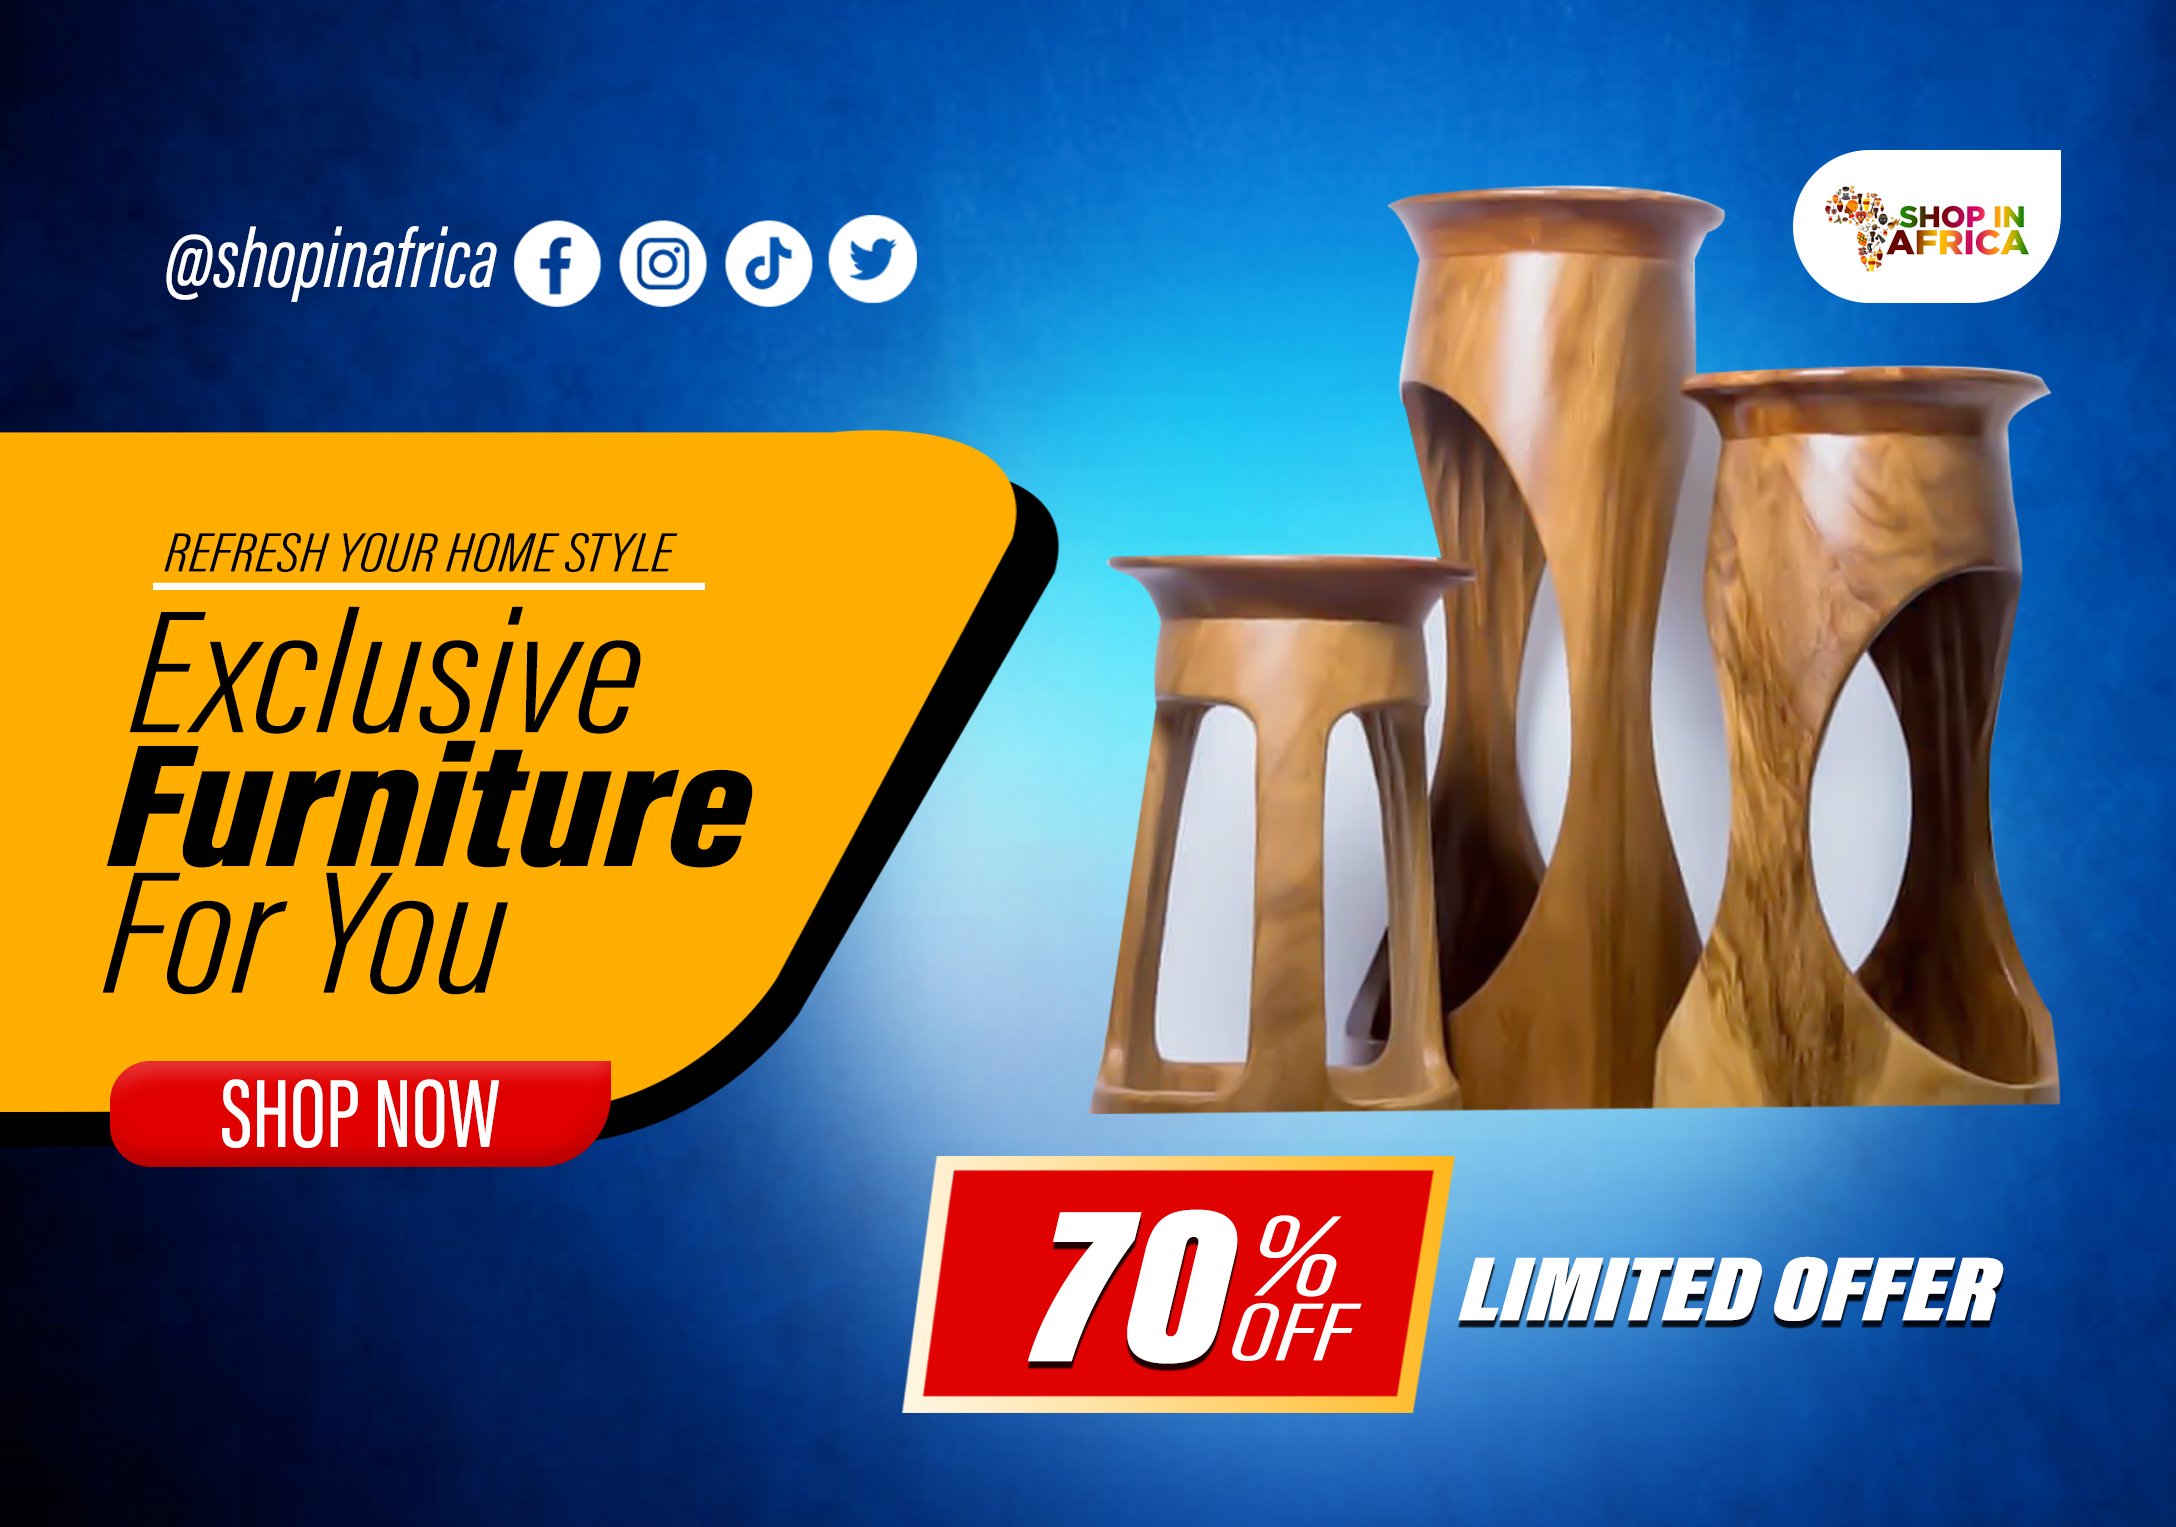 @shopinafrica
SHOP IN
AFRICA
REFRESH YOUR HOME STYLE
Exclusive
Furniture
For You
SHOP NOW
70%
OFF
LIMITED OFFER